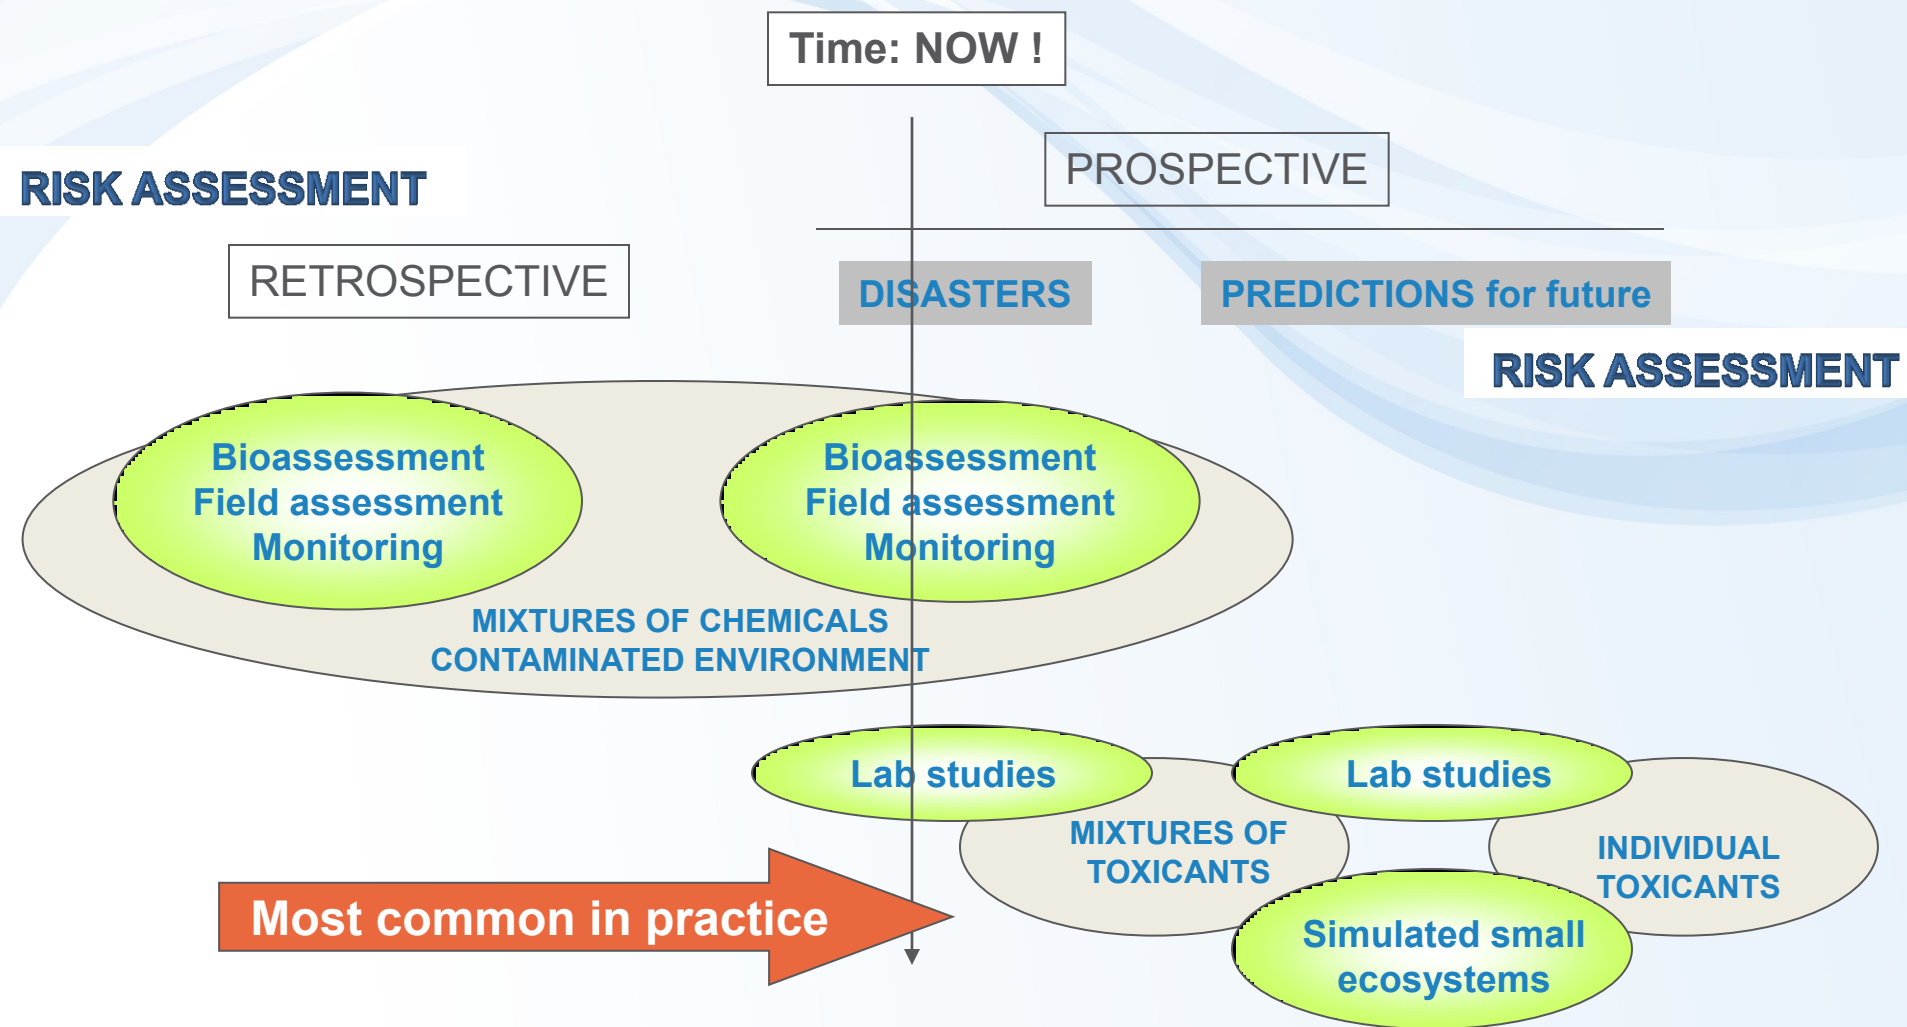 Time: NOW !
PROSPECTIVE
RISK ASSESSMENT
RETROSPECTIVE
DISASTERS
PREDICTIONS for future
RISK ASSESSMENT
Bioassessment
Field assessment
Monitoring
Bioassessment
Field assessment
Monitoring
MIXTURES OF CHEMICALS
CONTAMINATED ENVIRONMENT
Lab studies
Lab studies
MIXTURES OF
TOXICANTS
INDIVIDUAL
TOXICANTS
Most common in practice
Simulated small
ecosystems